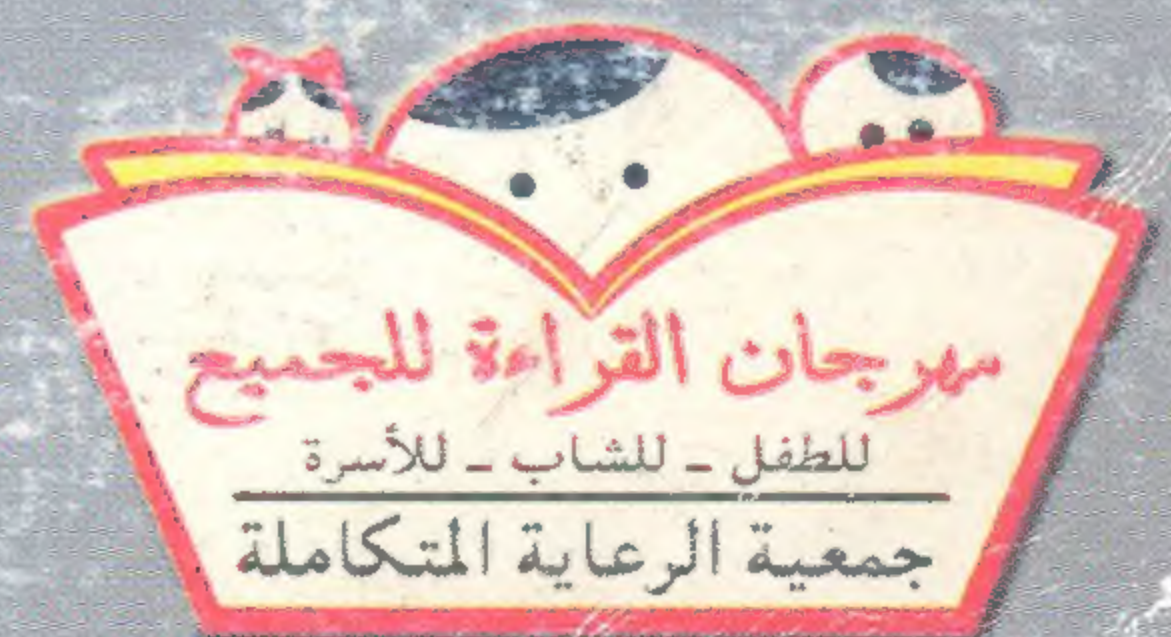 مهرجان القراءة للجميع
للطفل - للشاب - للأسرة
جمعية الرعاية المتكاملة